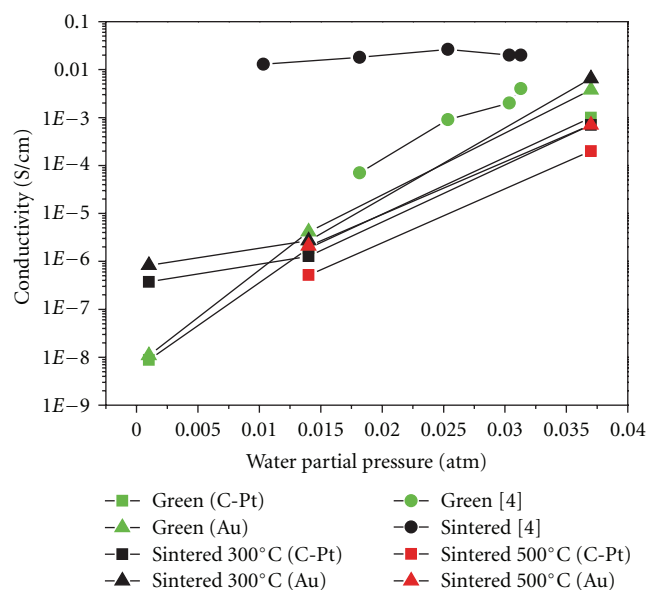 0.1
0.01
1E−3
1E−4
1E−5
1E−6
1E−7
1E−8
1E−9
Conductivity (S/cm)
0 0.005 0.01 0.015 0.02 0.025 0.03 0.035 0.04
Water partial pressure (atm)
Green (C-Pt)
Green (Au)
Sintered 300°C (C-Pt)
Sintered 300°C (Au)
Green [4]
Sintered [4]
Sintered 500°C (C-Pt)
Sintered 500°C (Au)